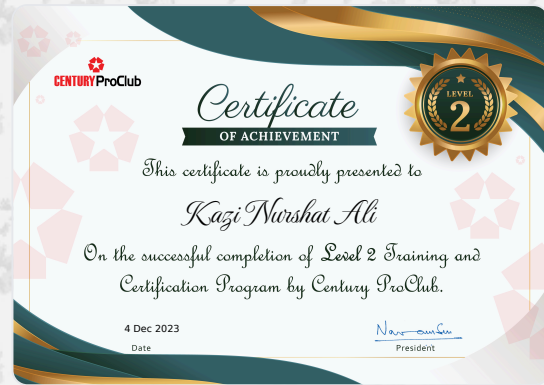 CENTURY ProClub
LEVEL
2
Certificate
OF ACHIEVEMENT
This certificate is proudly presented to
Kazi Nurshat Ali
On the successful completion of Level 2 Training and
Certification Program by Century ProClub.
4 Dec 2023
Date
President